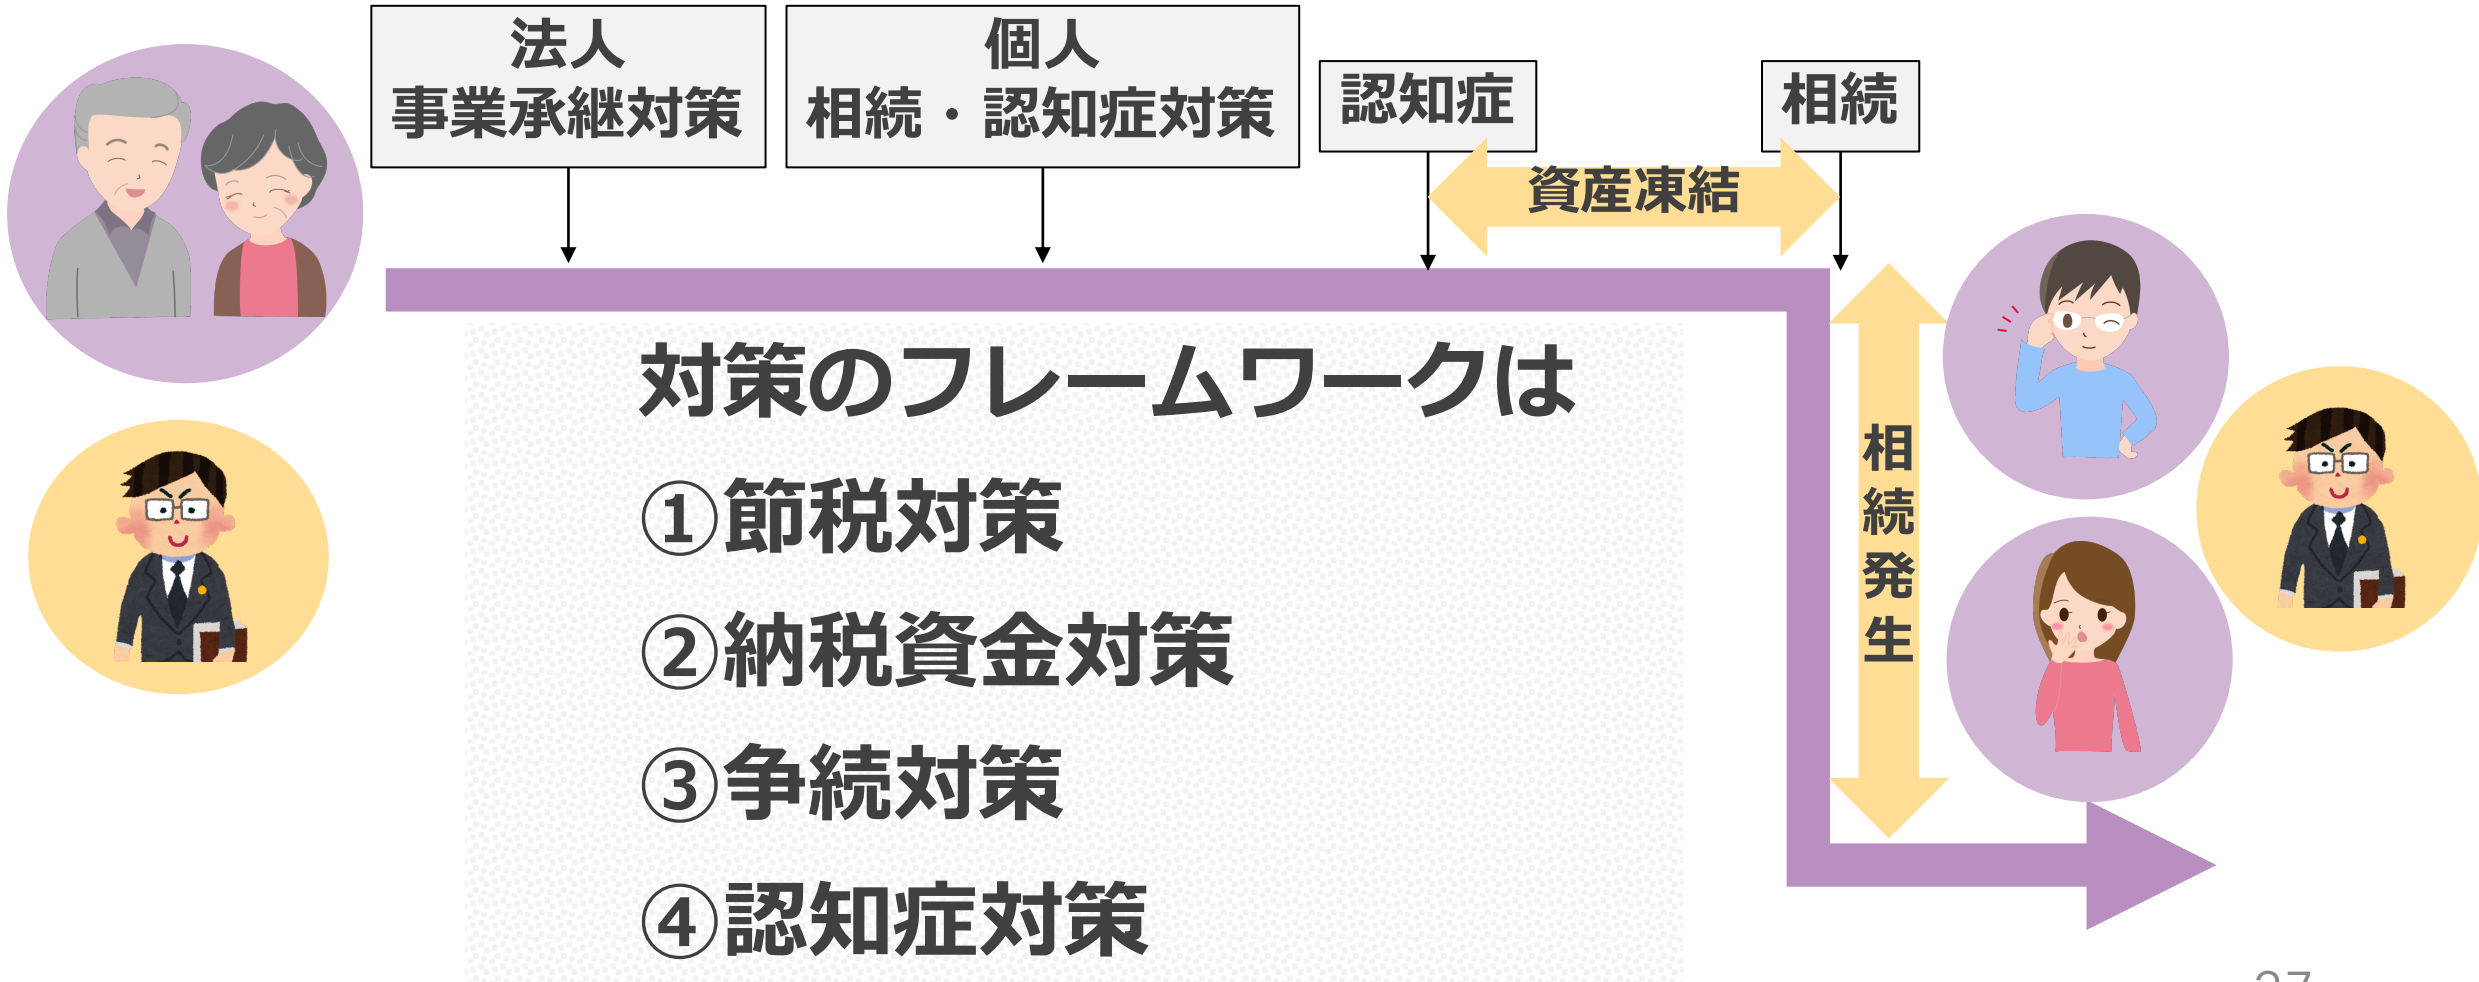 法人
事業承継対策
個人
相続・認知症対策
認知症
相続
資産凍結
対策のフレームワークは
①節税対策
②納税資金対策
③争続対策
④認知症対策
相続発生